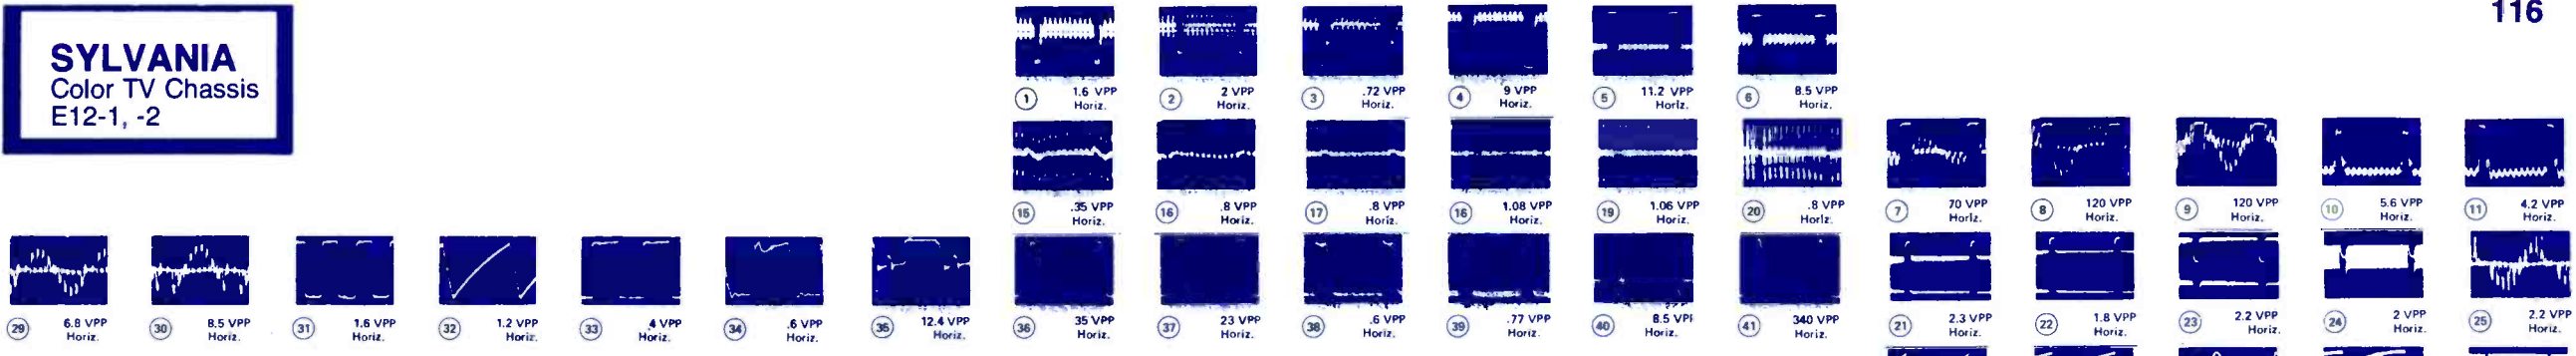 116
SYLVANIA
Color TV Chassis
E12-1, -2
1 1.6 VPP Horiz.
2 2 VPP Horiz.
3 .72 VPP Horiz.
4 9 VPP Horiz.
5 11.2 VPP Horiz.
6 8.5 VPP Horiz.
15 .35 VPP Horiz.
16 .8 VPP Horiz.
17 .8 VPP Horiz.
18 1.08 VPP Horiz.
19 1.06 VPP Horiz.
20 .8 VPP Horiz.
7 70 VPP Horiz.
8 120 VPP Horiz.
9 120 VPP Horiz.
10 5.6 VPP Horiz.
11 4.2 VPP Horiz.
29 6.8 VPP Horiz.
30 8.5 VPP Horiz.
31 1.6 VPP Horiz.
32 1.2 VPP Horiz.
33 .4 VPP Horiz.
34 .6 VPP Horiz.
35 12.4 VPP Horiz.
36 35 VPP Horiz.
37 23 VPP Horiz.
38 .6 VPP Horiz.
39 .77 VPP Horiz.
40 8.5 VPP Horiz.
41 340 VPP Horiz.
21 2.3 VPP Horiz.
22 1.8 VPP Horiz.
23 2.2 VPP Horiz.
24 2 VPP Horiz.
25 2.2 VPP Horiz.